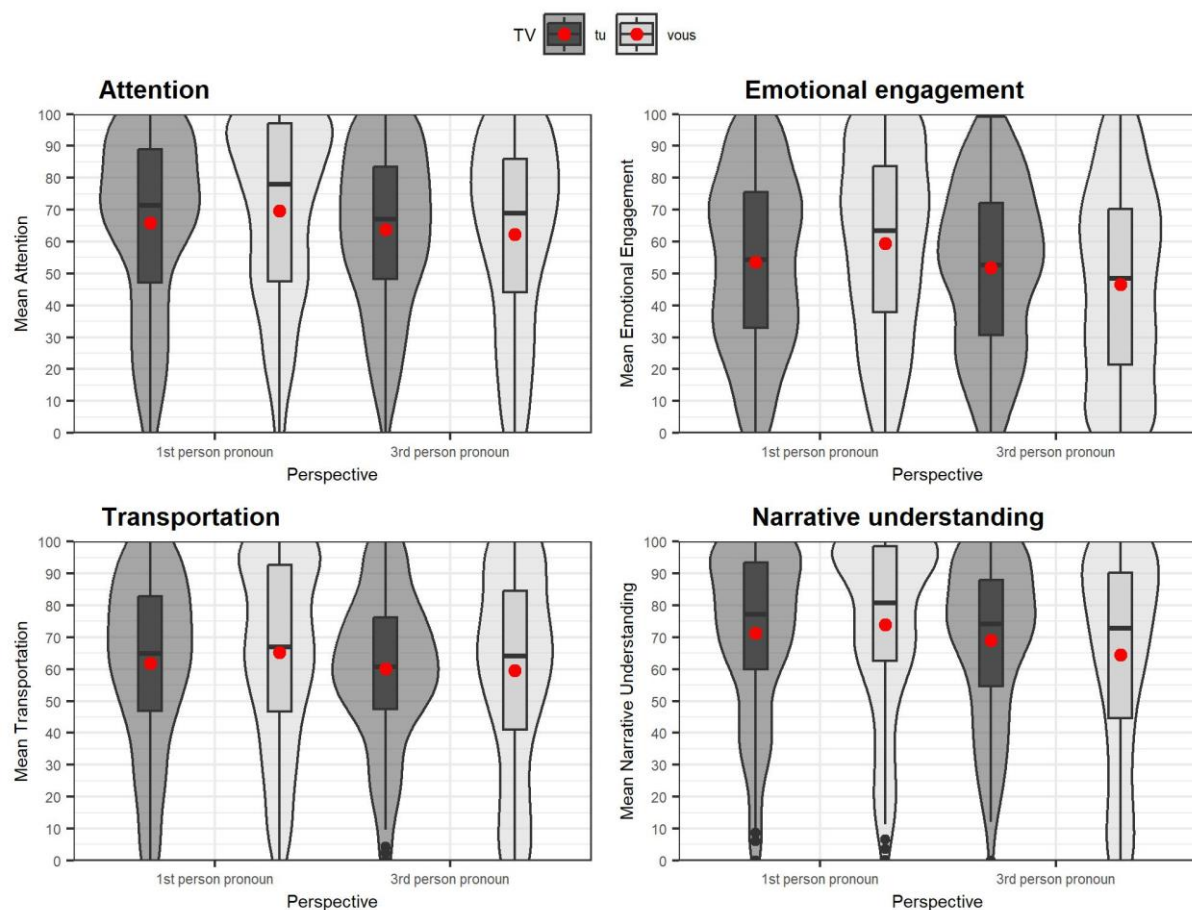 TV tu vous
Attention
Mean Attention
100
90
80
70
60
50
40
30
20
10
0
1st person pronoun 3rd person pronoun
Perspective
Emotional engagement
Mean Emotional Engagement
100
90
80
70
60
50
40
30
20
10
0
1st person pronoun 3rd person pronoun
Perspective
Transportation
Mean Transportation
100
90
80
70
60
50
40
30
20
10
0
1st person pronoun 3rd person pronoun
Perspective
Narrative understanding
Mean Narrative Understanding
100
90
80
70
60
50
40
30
20
10
0
1st person pronoun 3rd person pronoun
Perspective